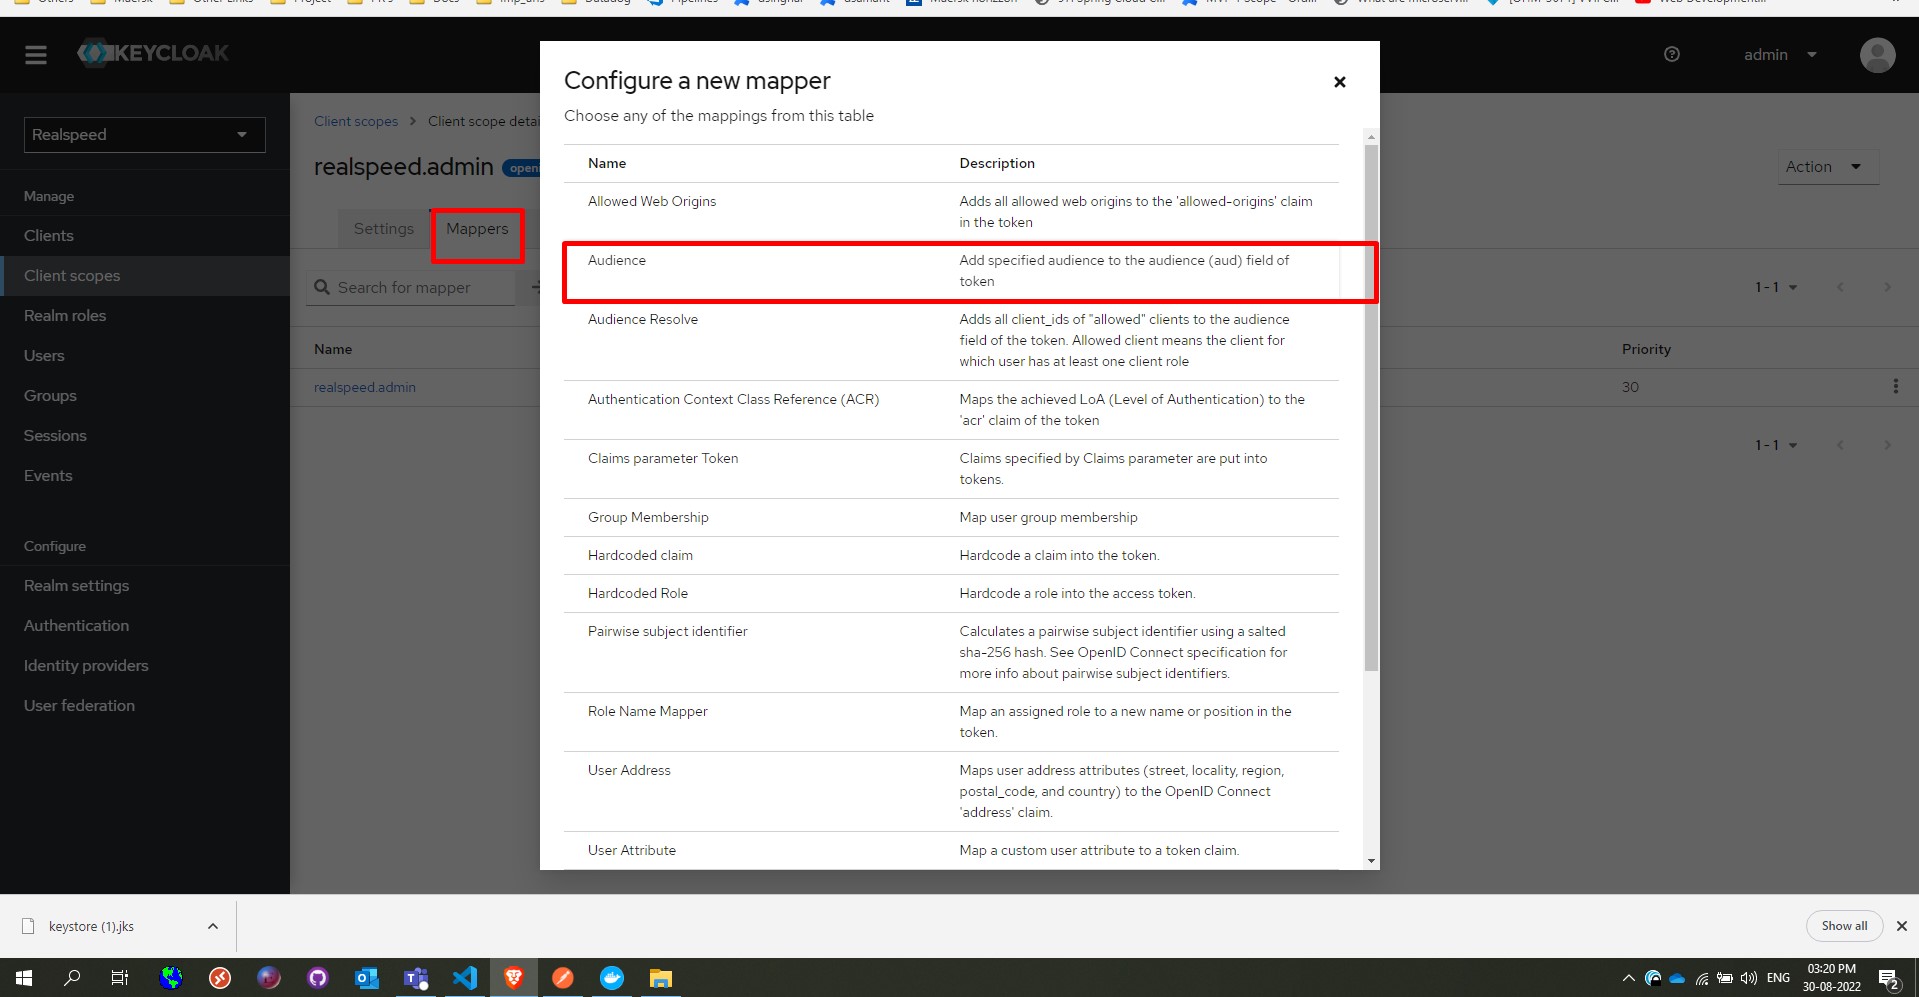 KEYCLOAK
admin
Realspeed
Manage
Clients
Client scopes
Realm roles
Users
Groups
Sessions
Events
Configure
Realm settings
Authentication
Identity providers
User federation
Client scopes > Client scope detai
realspeed.admin openi
Action
Settings
Mappers
Search for mapper
1 - 1
Name
Priority
realspeed.admin
30
1 - 1
Configure a new mapper
Choose any of the mappings from this table
Name Description
Allowed Web Origins
Adds all allowed web origins to the 'allowed-origins' claim
in the token
Audience
Add specified audience to the audience (aud) field of
token
Audience Resolve
Adds all client_ids of "allowed" clients to the audience
field of the token. Allowed client means the client for
which user has at least one client role
Authentication Context Class Reference (ACR)
Maps the achieved LoA (Level of Authentication) to the
'acr' claim of the token
Claims parameter Token
Claims specified by Claims parameter are put into
tokens.
Group Membership
Map user group membership
Hardcoded claim
Hardcode a claim into the token.
Hardcoded Role
Hardcode a role into the access token.
Pairwise subject identifier
Calculates a pairwise subject identifier using a salted
sha-256 hash. See OpenID Connect specification for
more info about pairwise subject identifiers.
Role Name Mapper
Map an assigned role to a new name or position in the
token.
User Address
Maps user address attributes (street, locality, region,
postal_code, and country) to the OpenID Connect
'address' claim.
User Attribute
Map a custom user attribute to a token claim.
keystore (1).jks
Show all
ENG
03:20 PM
30-08-2022
2